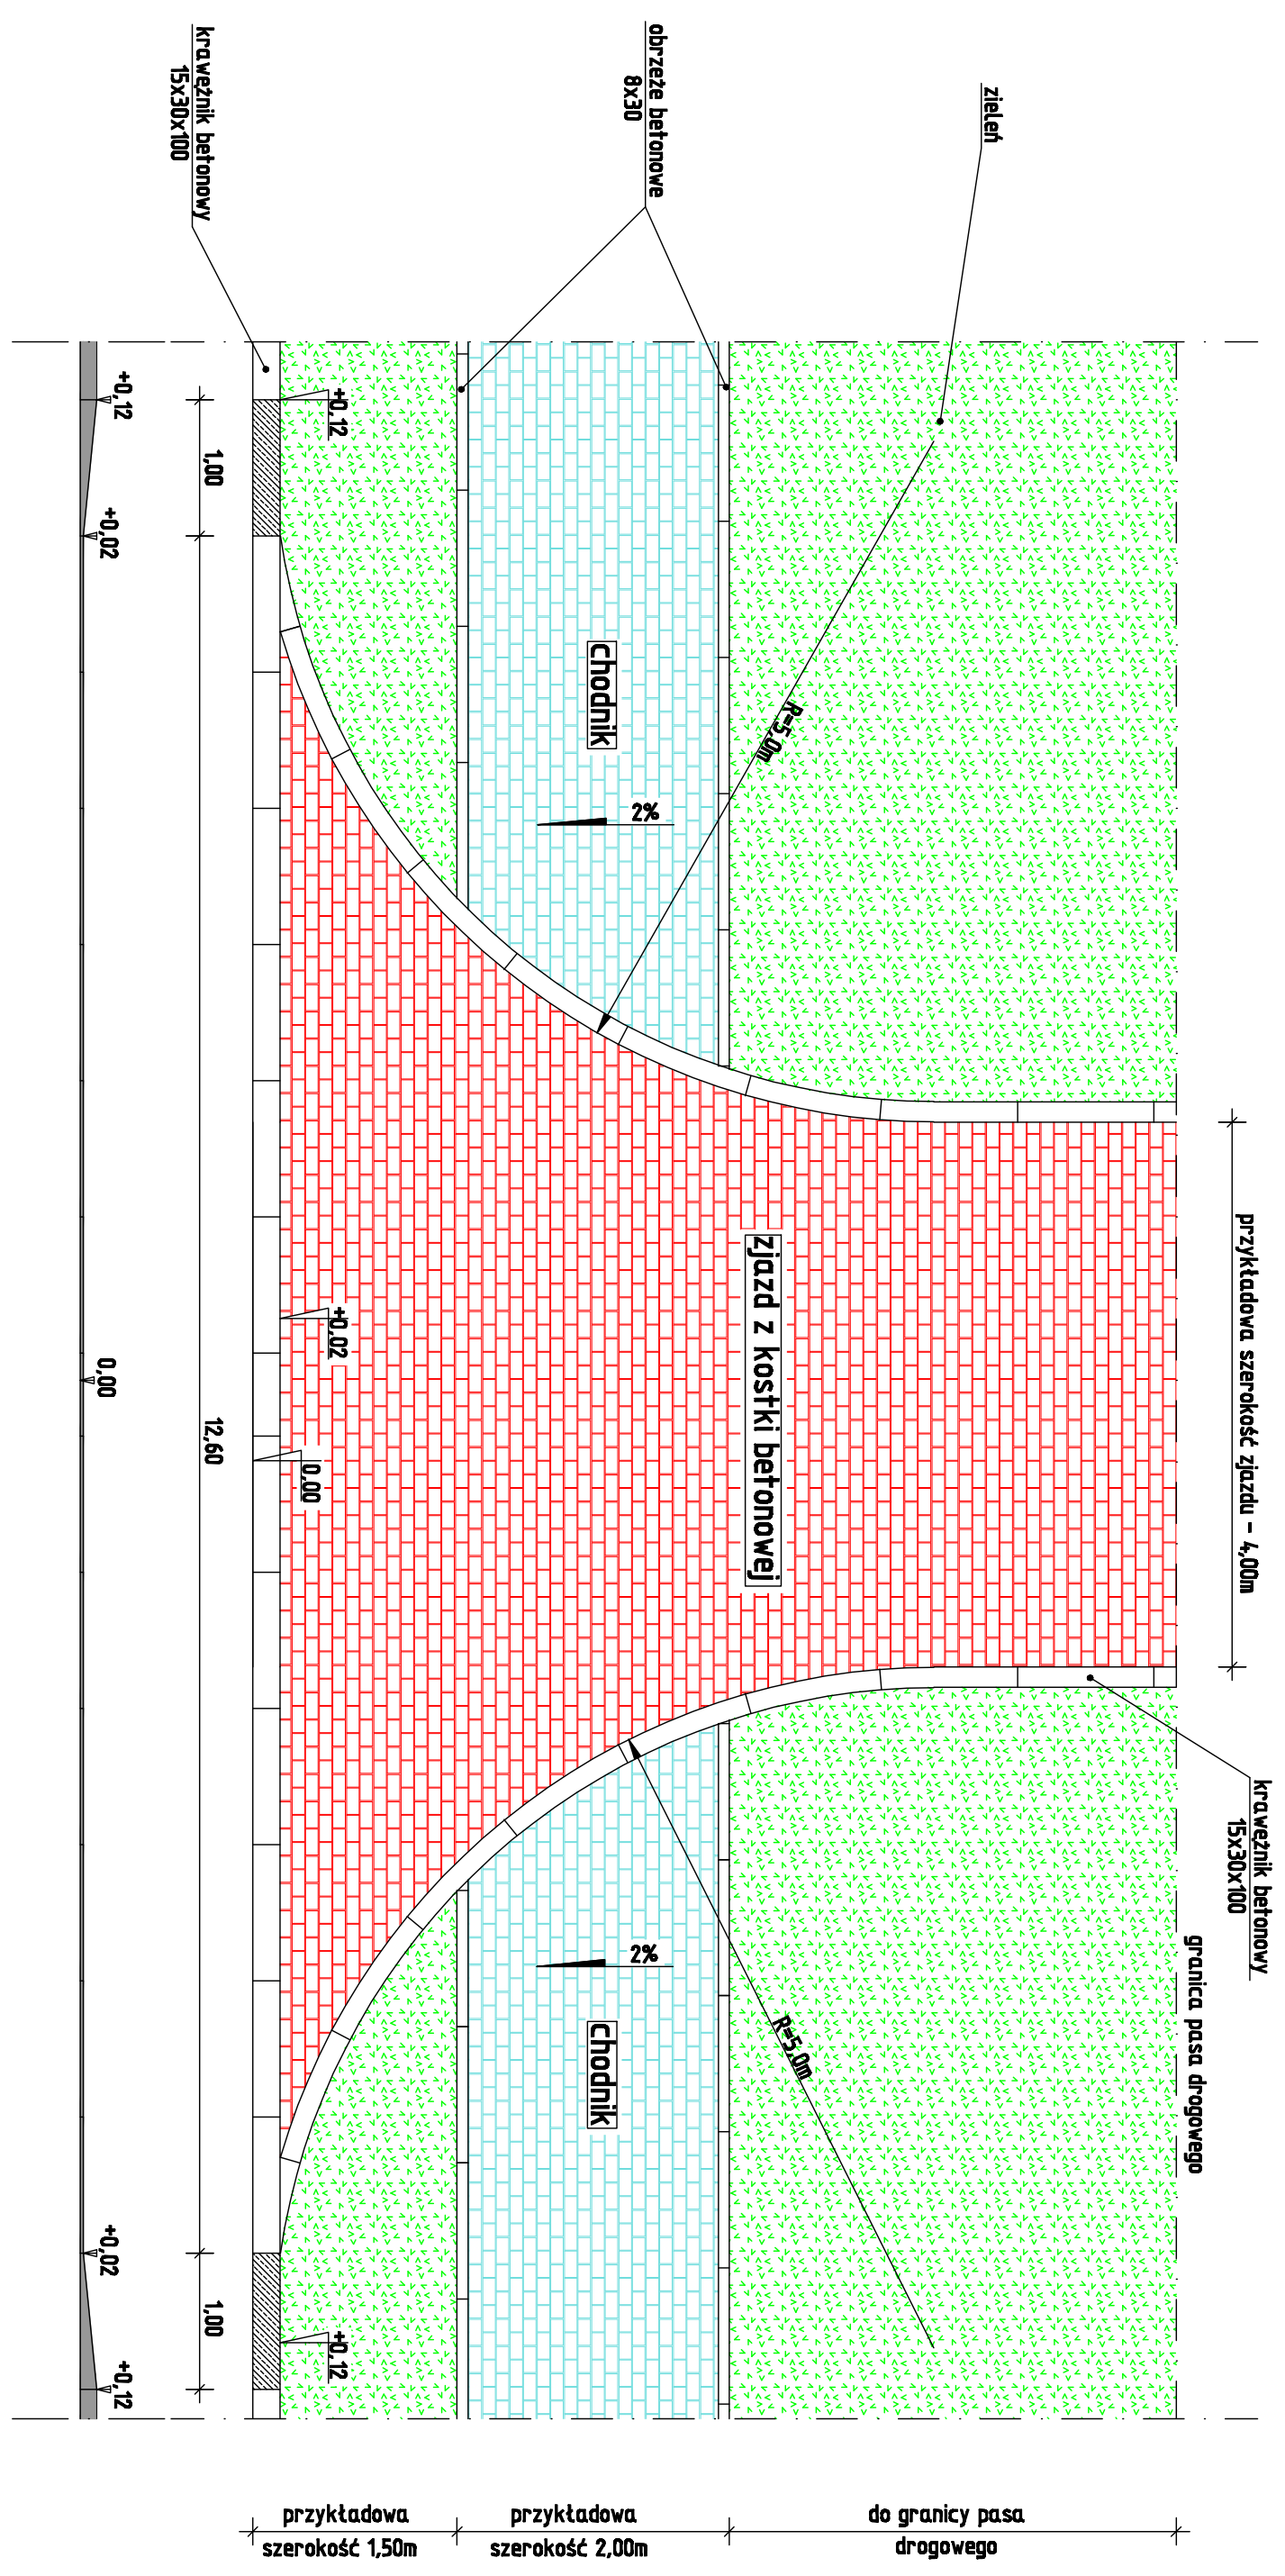 krawężnik betonowy
15x30x100
obrzeże betonowe
8x30
zieleń
+0,12
+0,02
1,00
+0,12
chodnik
2%
R=5,0m
przykładowa szerokość zjazdu - 4,00m
zjazd z kostki betonowej
+0,02
0,00
0,00
12,60
krawężnik betonowy
15x30x100
granica pasa drogowego
2%
chodnik
R=5,0m
+0,02
+0,12
1,00
+0,12
przykładowa
szerokość 1,50m
przykładowa
szerokość 2,00m
do granicy pasa
drogowego